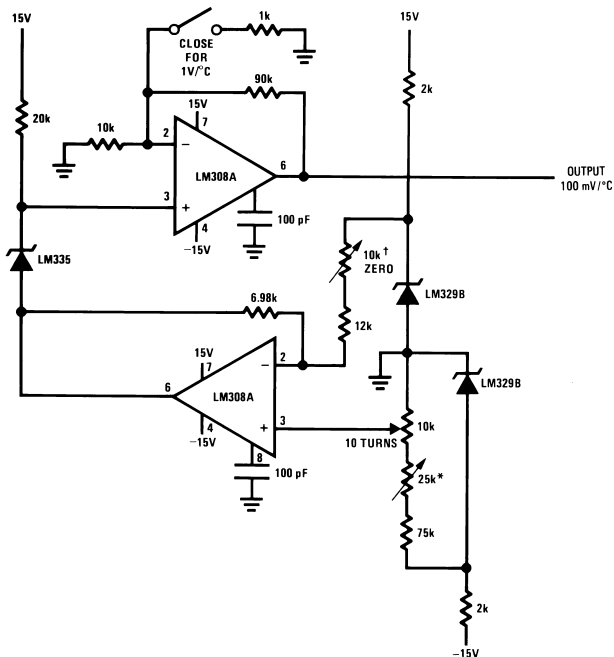 15V
15V
1k
CLOSE
FOR
1V/°C
2k
90k
20k
15V
7
10k
2
−
6
LM308A
OUTPUT
100 mV/°C
3
+
4
100 pF
−15V
10k†
ZERO
LM335
LM329B
6.98k
12k
15V
7
2
−
LM329B
6
LM308A
4
3
+
10k
−15V
10 TURNS
8
100 pF
25k*
75k
2k
−15V